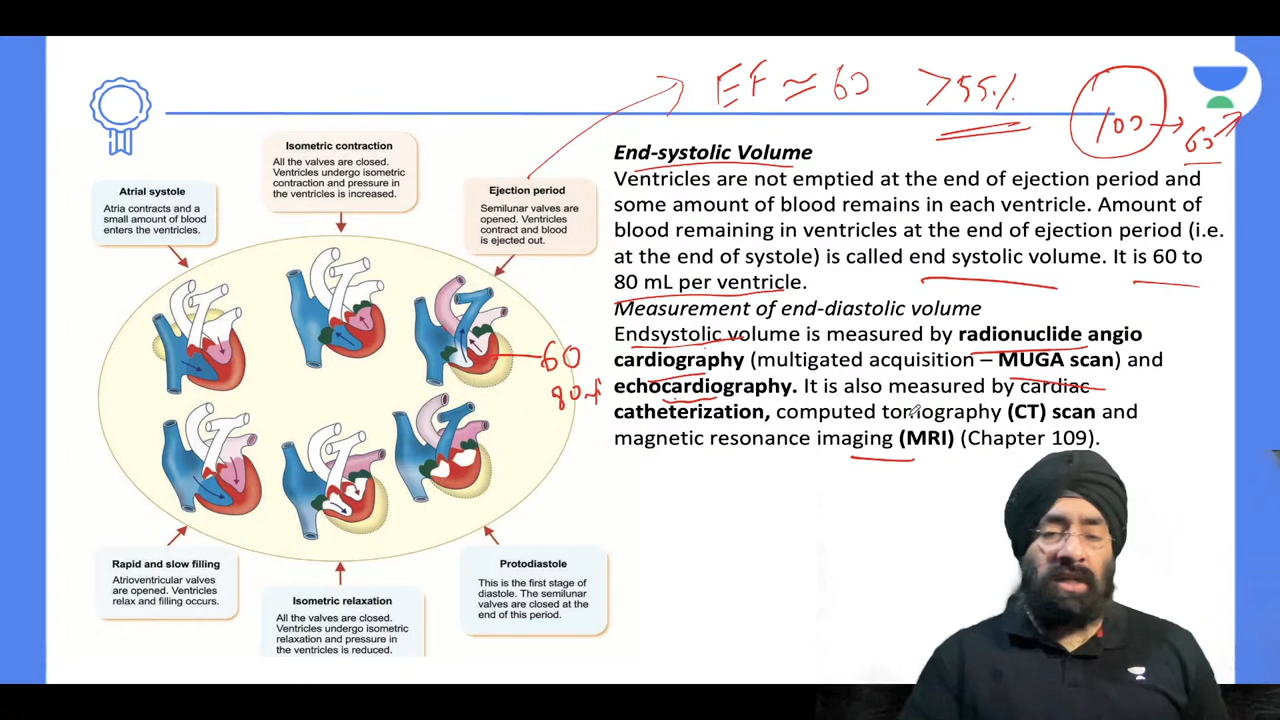 EF ≃ 60 >55%
100 → 60
End-systolic Volume
Ventricles are not emptied at the end of ejection period and
some amount of blood remains in each ventricle. Amount of
blood remaining in ventricles at the end of ejection period (i.e.
at the end of systole) is called end systolic volume. It is 60 to
80 mL per ventricle.
Measurement of end-diastolic volume
Endsystolic volume is measured by radionuclide angio
cardiography (multigated acquisition – MUGA scan) and
echocardiography. It is also measured by cardiac
catheterization, computed tomography (CT) scan and
magnetic resonance imaging (MRI) (Chapter 109).
Isometric contraction
All the valves are closed.
Ventricles undergo isometric
contraction and pressure in
the ventricles is increased.
Atrial systole
Atria contracts and a
small amount of blood
enters the ventricles.
Ejection period
Semilunar valves are
opened. Ventricles
contract and blood
is ejected out.
60
80
Rapid and slow filling
Atrioventricular valves
are opened. Ventricles
relax and filling occurs.
Isometric relaxation
All the valves are closed.
Ventricles undergo isometric
relaxation and pressure in
the ventricles is reduced.
Protodiastole
This is the first stage of
diastole. The semilunar
valves are closed at the
end of this period.